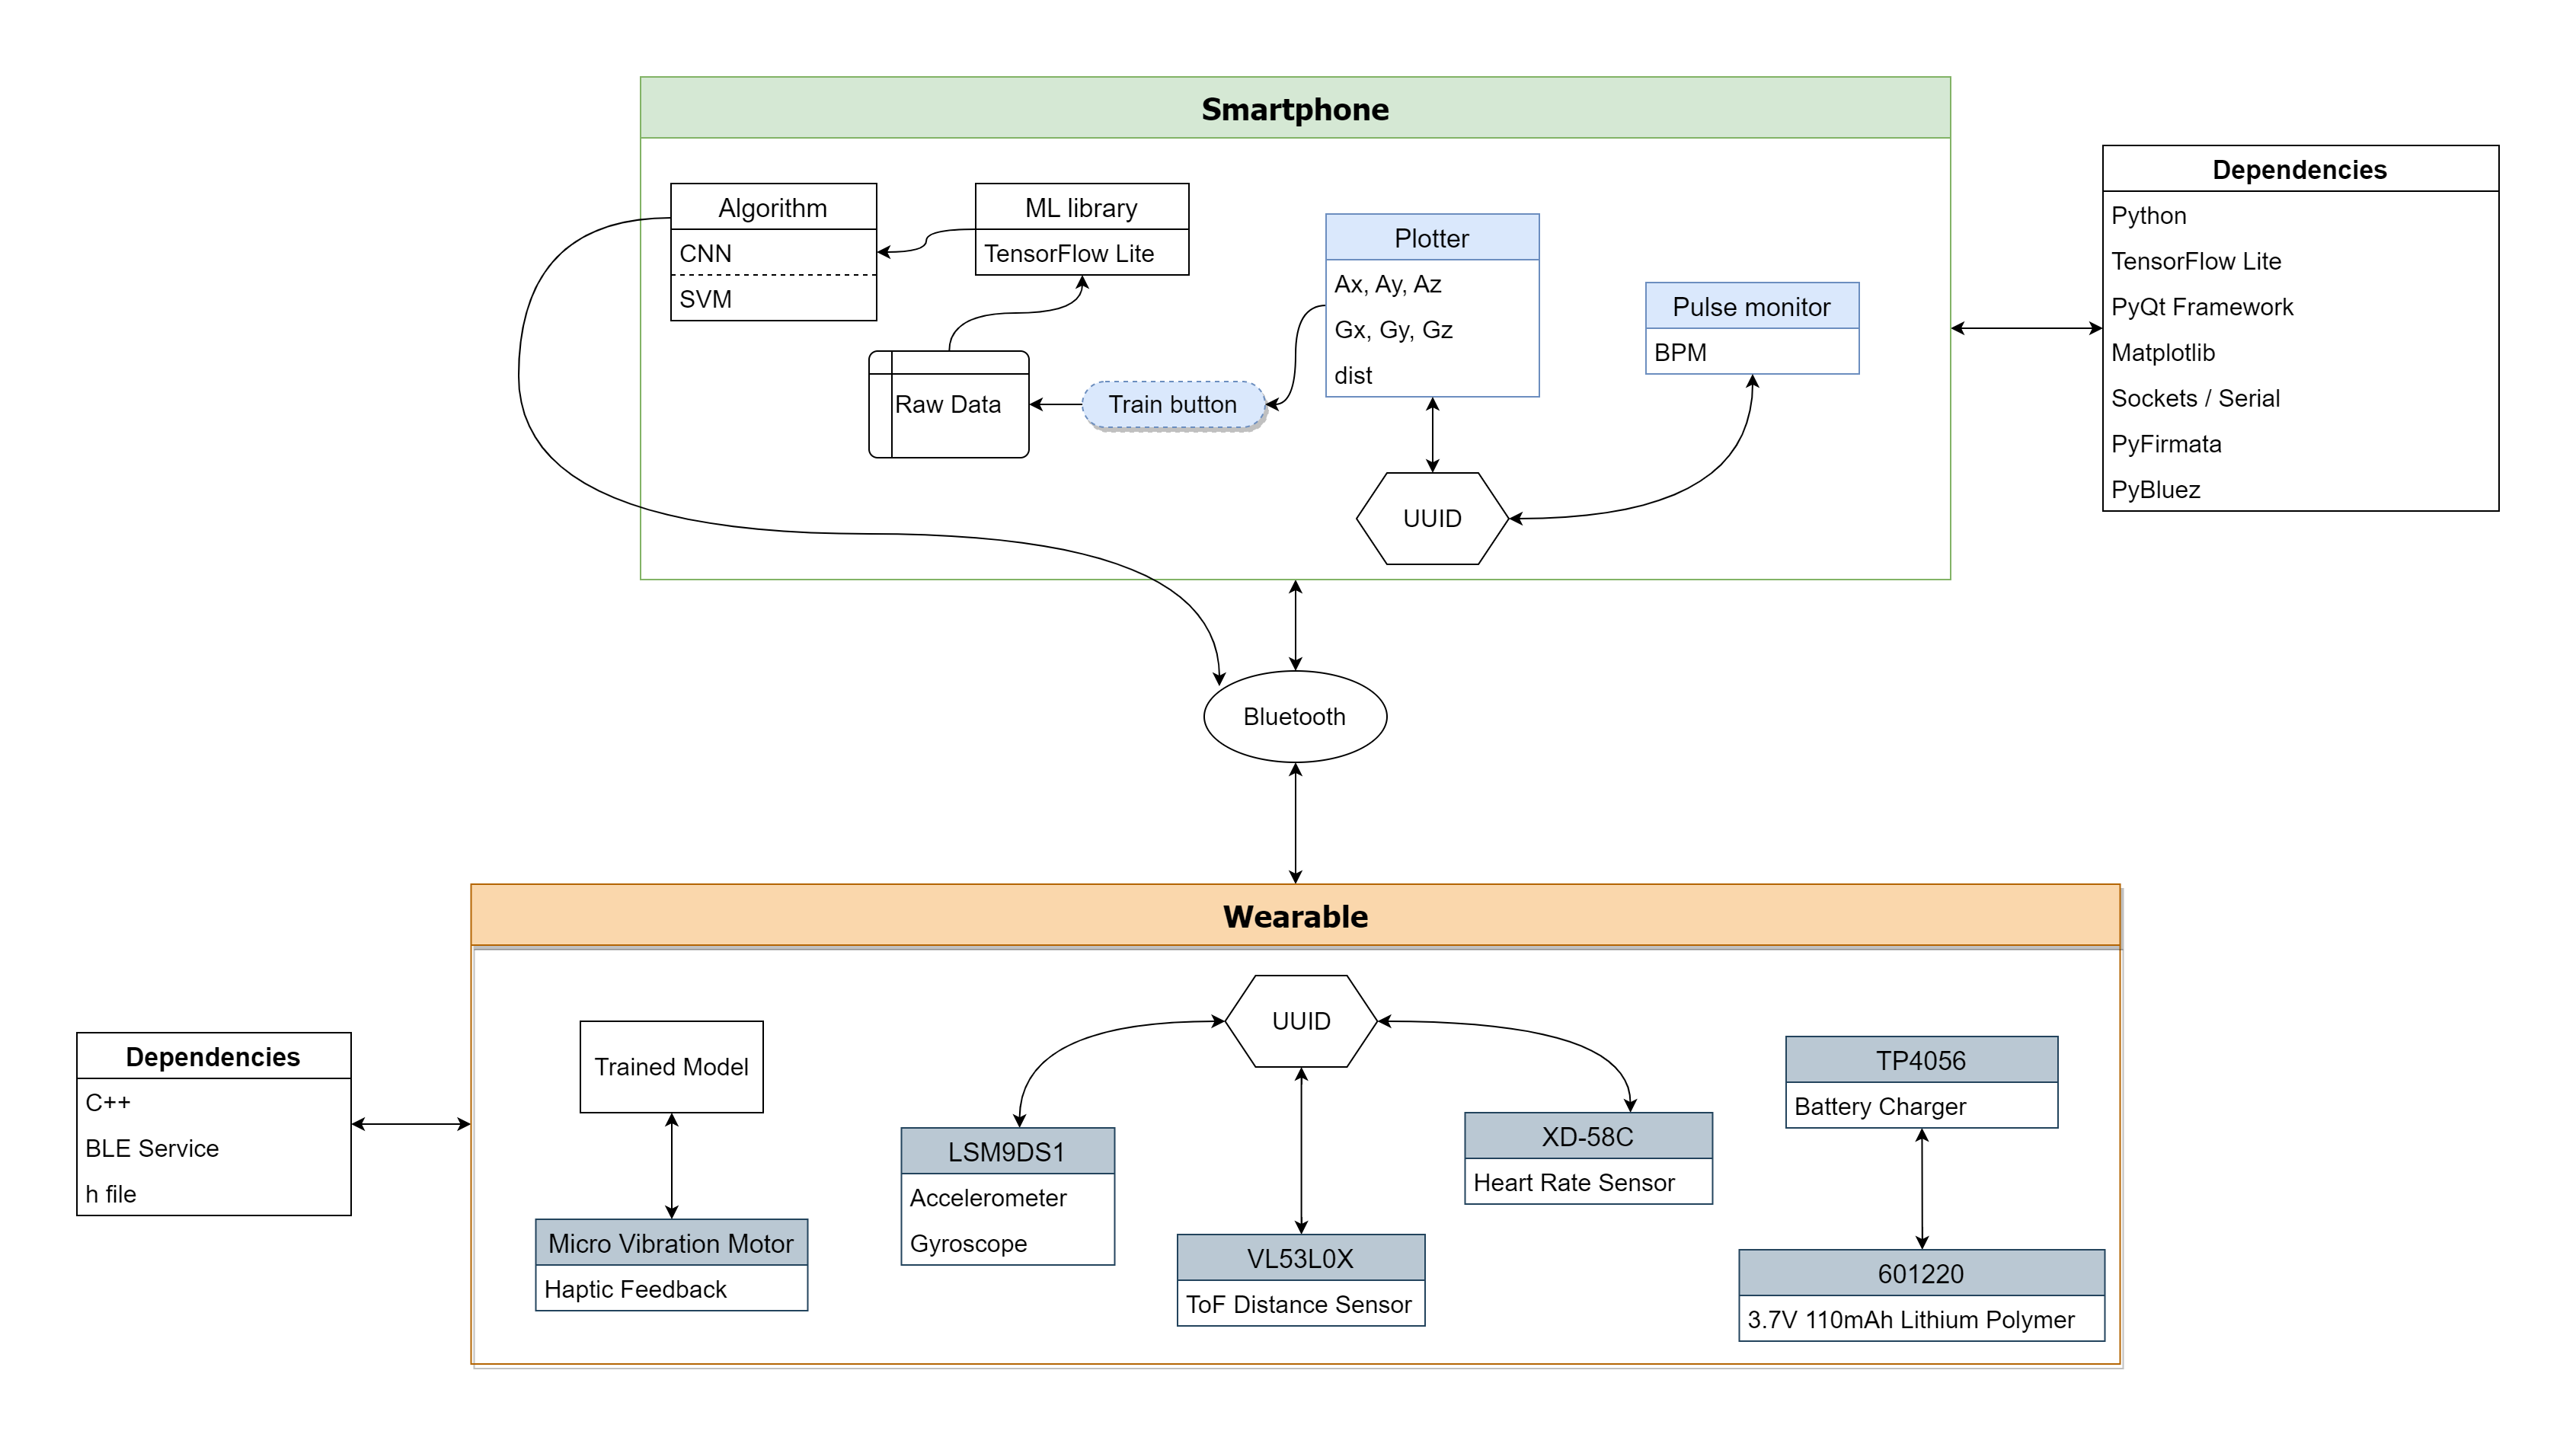 Smartphone
Algorithm
CNN
SVM
ML library
TensorFlow Lite
Plotter
Ax, Ay, Az
Gx, Gy, Gz
dist
Pulse monitor
BPM
Raw Data
Train button
UUID
Dependencies
Python
TensorFlow Lite
PyQt Framework
Matplotlib
Sockets / Serial
PyFirmata
PyBluez
Bluetooth
Wearable
Dependencies
C++
BLE Service
h file
Trained Model
Micro Vibration Motor
Haptic Feedback
UUID
LSM9DS1
Accelerometer
Gyroscope
VL53L0X
ToF Distance Sensor
XD-58C
Heart Rate Sensor
TP4056
Battery Charger
601220
3.7V 110mAh Lithium Polymer